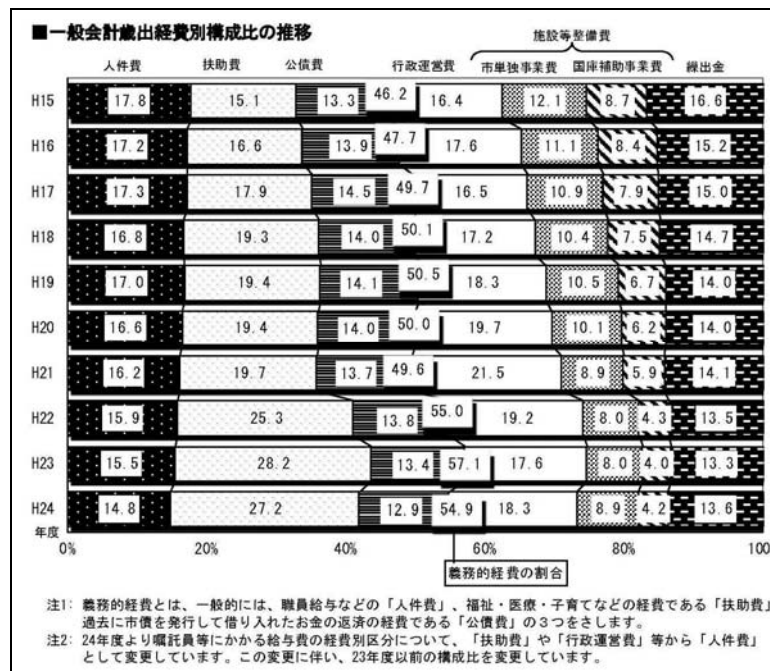 ■一般会計歳出経費別構成比の推移
施設等整備費
人件費 扶助費 公債費 行政運営費 市単独事業費 国庫補助事業費 繰出金
H15 17.8 15.1 13.3 46.2 16.4 12.1 8.7 16.6
H16 17.2 16.6 13.9 47.7 17.6 11.1 8.4 15.2
H17 17.3 17.9 14.5 49.7 16.5 10.9 7.9 15.0
H18 16.8 19.3 14.0 50.1 17.2 10.4 7.5 14.7
H19 17.0 19.4 14.1 50.5 18.3 10.5 6.7 14.0
H20 16.6 19.4 14.0 50.0 19.7 10.1 6.2 14.0
H21 16.2 19.7 13.7 49.6 21.5 8.9 5.9 14.1
H22 15.9 25.3 13.8 55.0 19.2 8.0 4.3 13.5
H23 15.5 28.2 13.4 57.1 17.6 8.0 4.0 13.3
H24 14.8 27.2 12.9 54.9 18.3 8.9 4.2 13.6
年度
0% 20% 40% 60% 80% 100
義務的経費の割合
注1: 義務的経費とは、一般的には、職員給与などの「人件費」、福祉・医療・子育てなどの経費である「扶助費」
過去に市債を発行して借り入れたお金の返済の経費である「公債費」の3つをさします。
注2: 24年度より嘱託員等にかかる給与費の経費別区分について、「扶助費」や「行政運営費」等から「人件費」
として変更しています。この変更に伴い、23年度以前の構成比を変更しています。